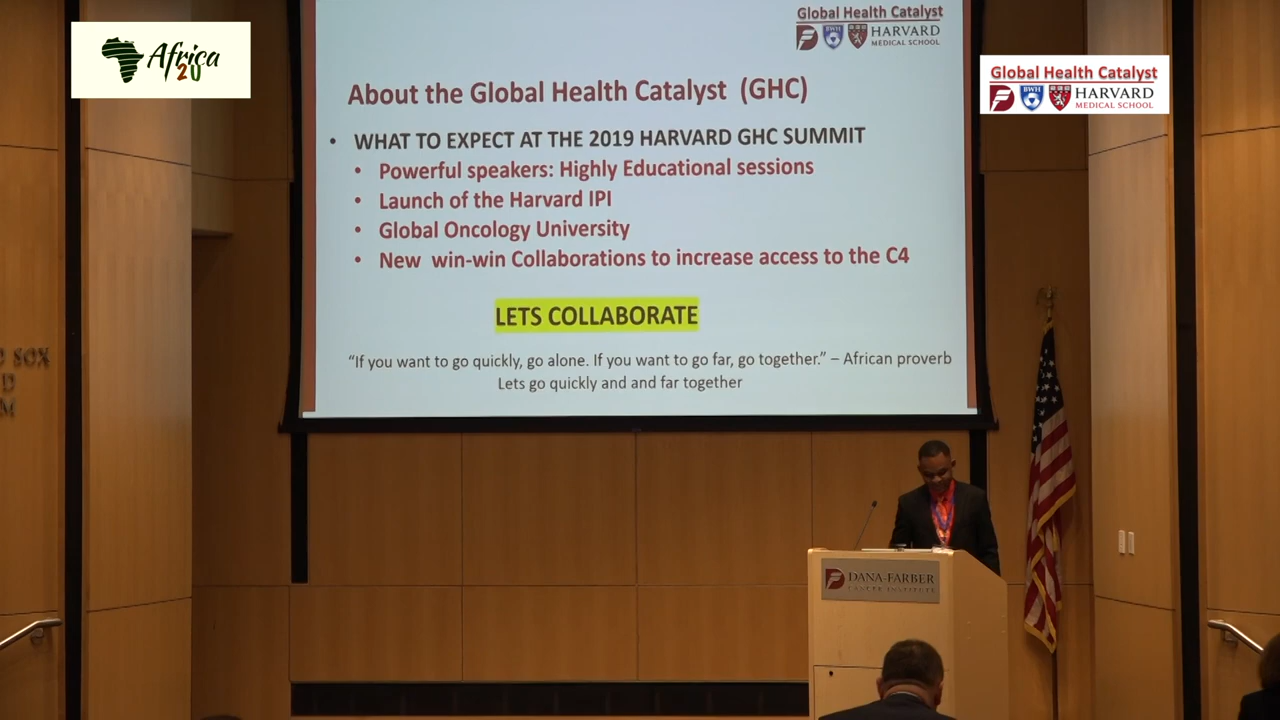 Africa
2U
Global Health Catalyst
BWH
HARVARD
MEDICAL SCHOOL
Global Health Catalyst
BWH
HARVARD
MEDICAL SCHOOL
About the Global Health Catalyst (GHC)
• WHAT TO EXPECT AT THE 2019 HARVARD GHC SUMMIT
• Powerful speakers: Highly Educational sessions
• Launch of the Harvard IPI
• Global Oncology University
• New win-win Collaborations to increase access to the C4
LETS COLLABORATE
“If you want to go quickly, go alone. If you want to go far, go together.” – African proverb
Lets go quickly and and far together
SOX
D
M
DANA-FARBER
CANCER INSTITUTE